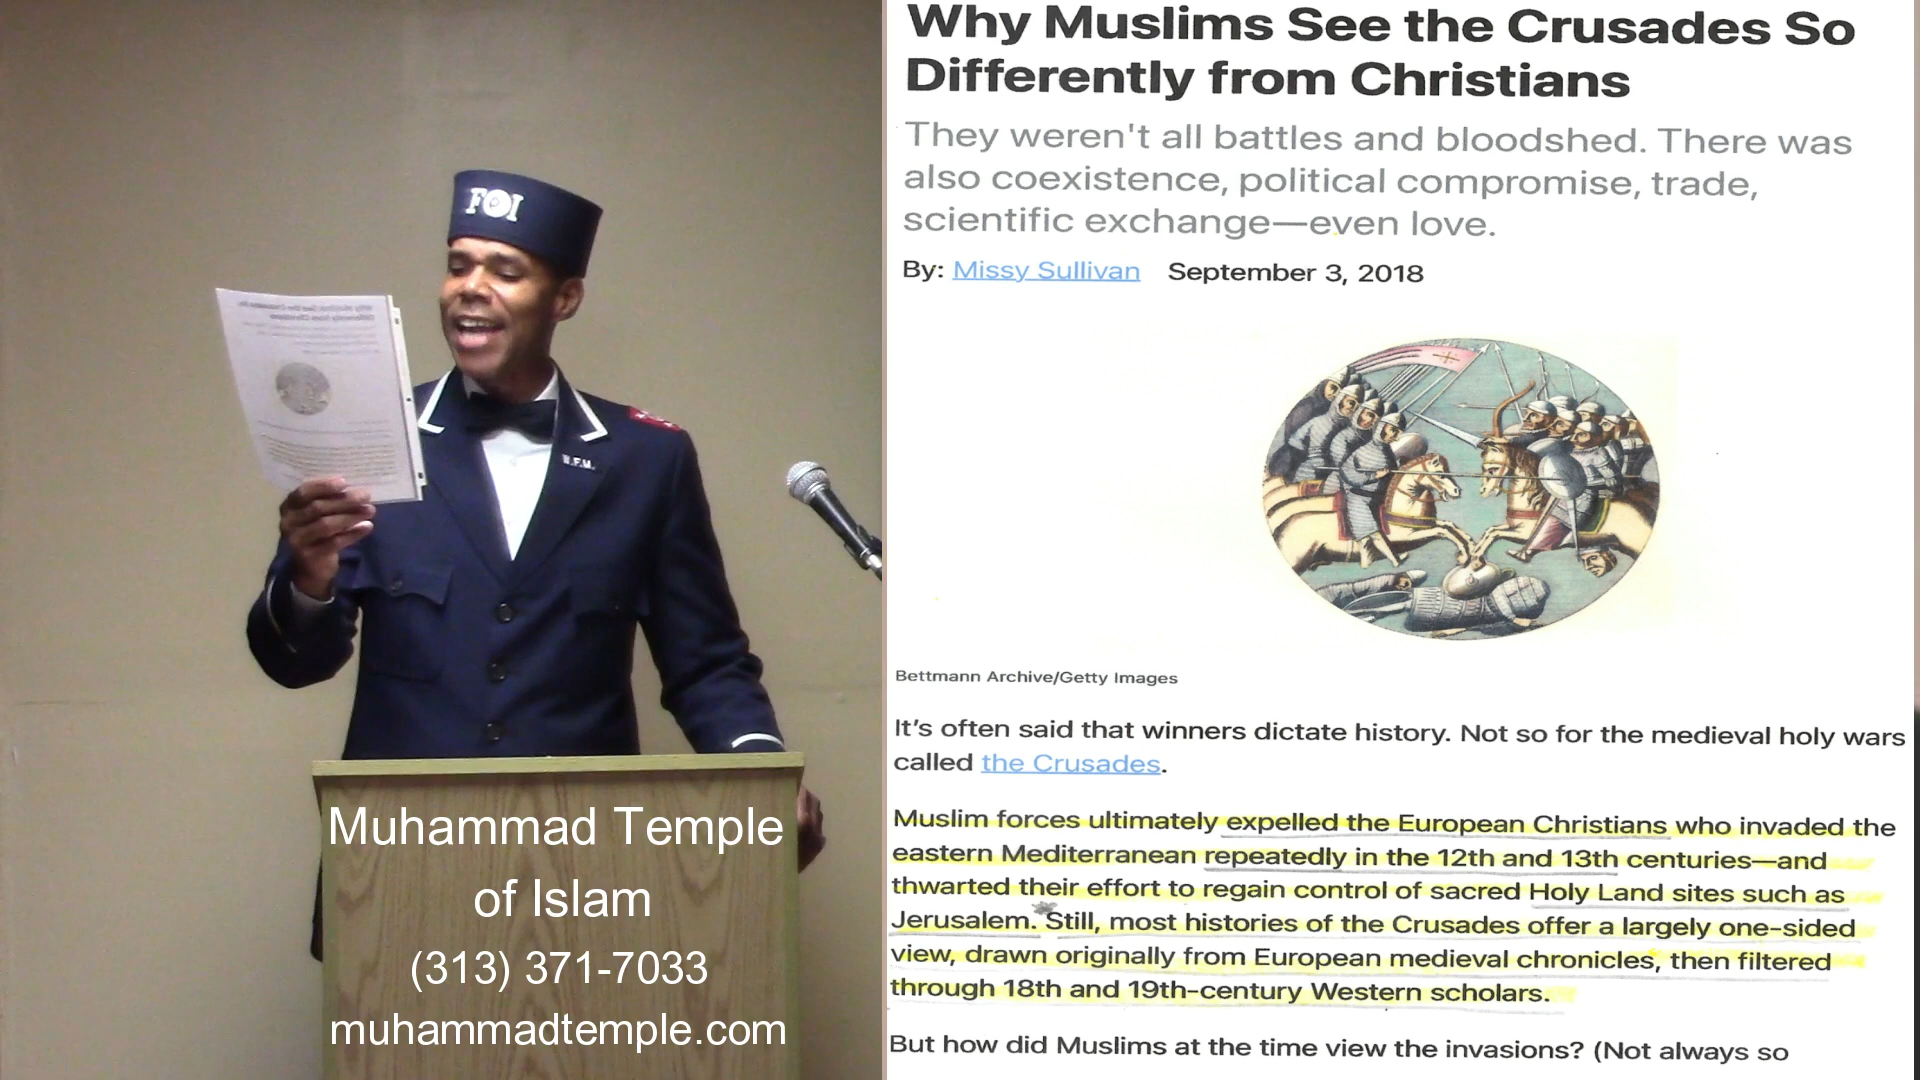 FOI
W.F.M.
Muhammad Temple
of Islam
(313) 371-7033
muhammadtemple.com
Why Muslims See the Crusades So
Differently from Christians
They weren't all battles and bloodshed. There was
also coexistence, political compromise, trade,
scientific exchange—even love.
By: Missy Sullivan September 3, 2018
Bettmann Archive/Getty Images
It’s often said that winners dictate history. Not so for the medieval holy wars
called the Crusades.
Muslim forces ultimately expelled the European Christians who invaded the
eastern Mediterranean repeatedly in the 12th and 13th centuries—and
thwarted their effort to regain control of sacred Holy Land sites such as
Jerusalem. Still, most histories of the Crusades offer a largely one-sided
view, drawn originally from European medieval chronicles, then filtered
through 18th and 19th-century Western scholars.
But how did Muslims at the time view the invasions? (Not always so